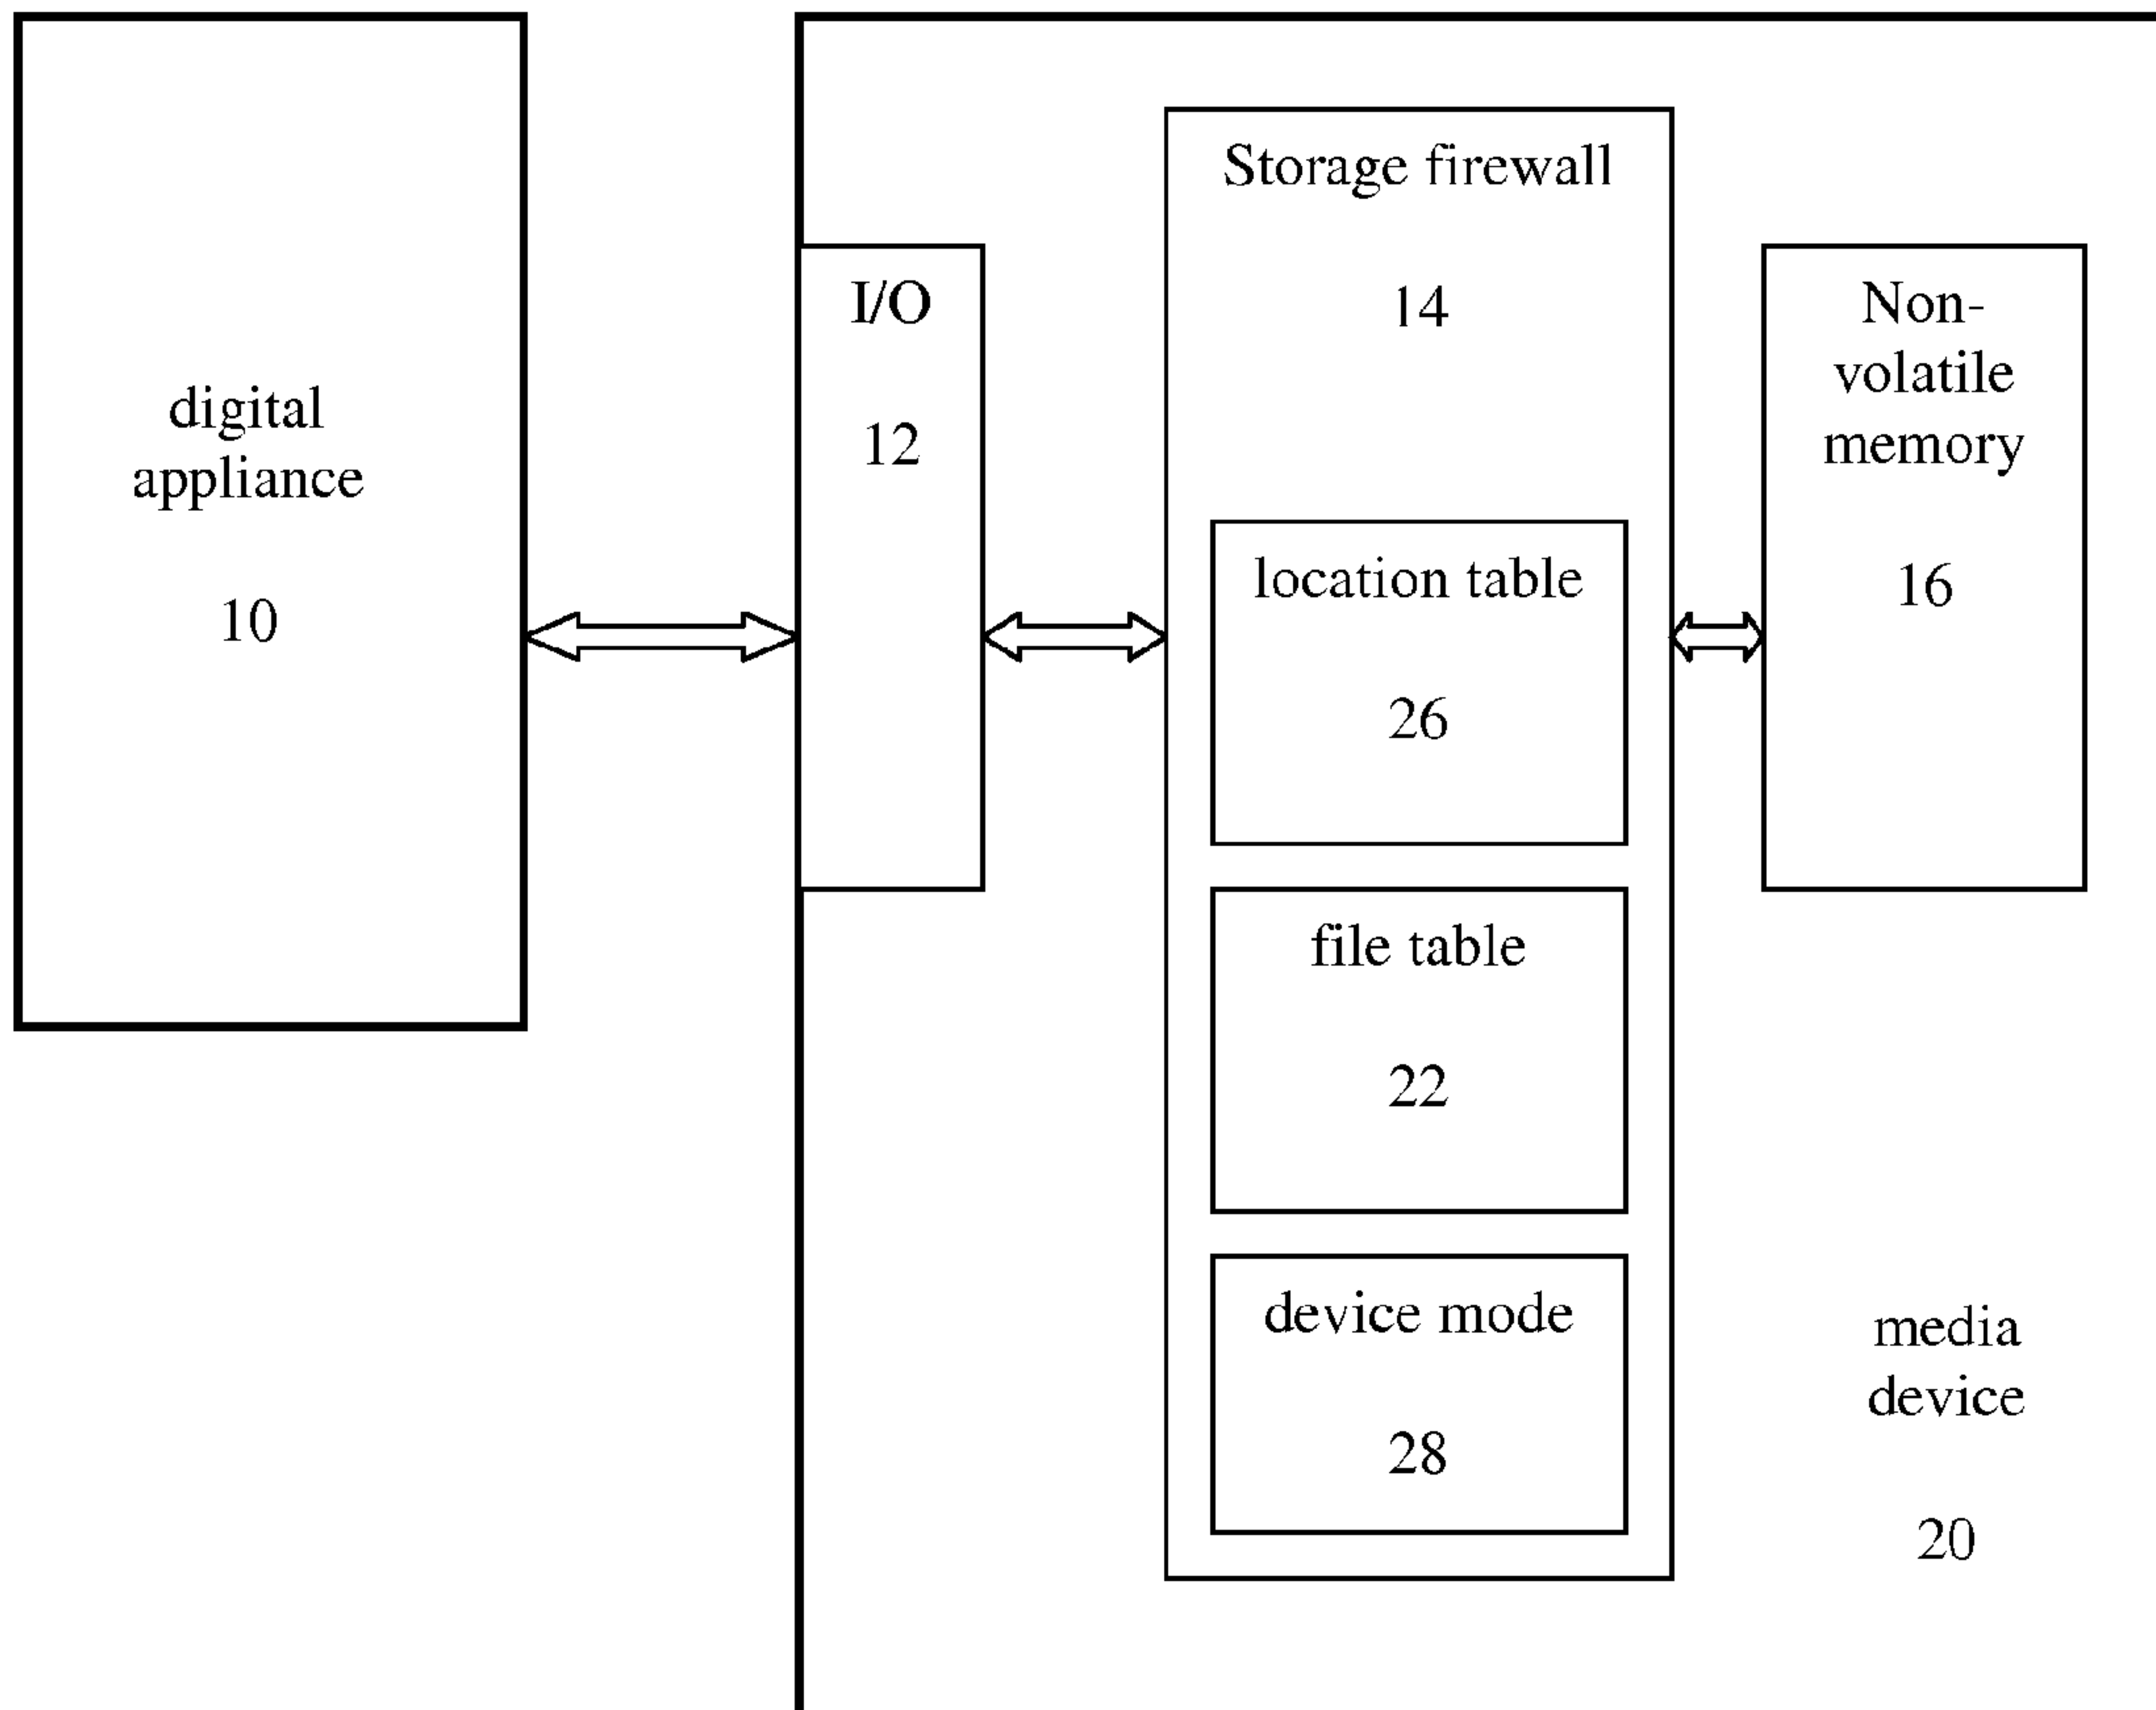 digital
appliance
10
I/O
12
Storage firewall
14
location table
26
file table
22
device mode
28
Non-
volatile
memory
16
media
device
20